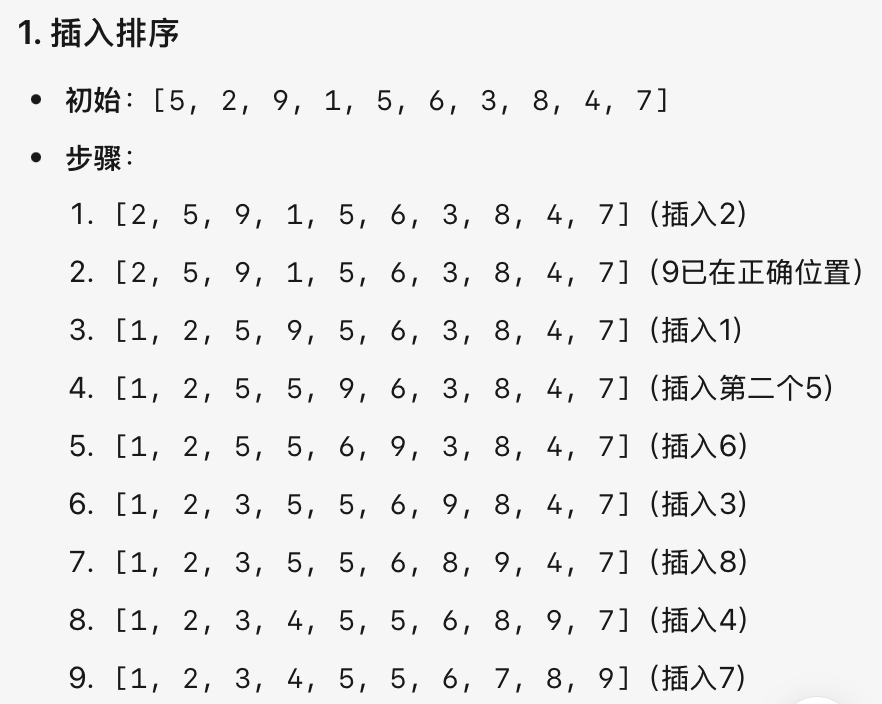 1. 插入排序
• 初始：[5, 2, 9, 1, 5, 6, 3, 8, 4, 7]
• 步骤：
1. [2, 5, 9, 1, 5, 6, 3, 8, 4, 7]（插入2）
2. [2, 5, 9, 1, 5, 6, 3, 8, 4, 7]（9已在正确位置）
3. [1, 2, 5, 9, 5, 6, 3, 8, 4, 7]（插入1）
4. [1, 2, 5, 5, 9, 6, 3, 8, 4, 7]（插入第二个5）
5. [1, 2, 5, 5, 6, 9, 3, 8, 4, 7]（插入6）
6. [1, 2, 3, 5, 5, 6, 9, 8, 4, 7]（插入3）
7. [1, 2, 3, 5, 5, 6, 8, 9, 4, 7]（插入8）
8. [1, 2, 3, 4, 5, 5, 6, 8, 9, 7]（插入4）
9. [1, 2, 3, 4, 5, 5, 6, 7, 8, 9]（插入7）